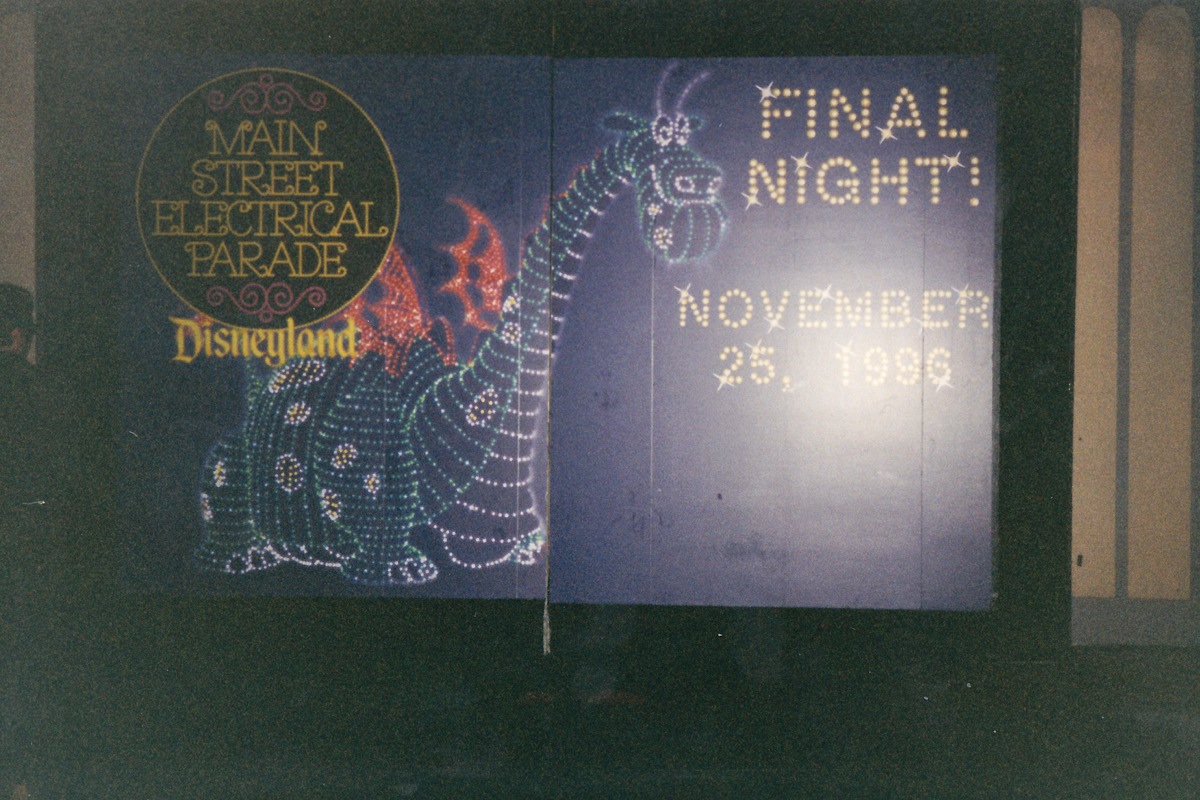 MAIN
STREET
ELECTRICAL
PARADE
Disneyland
FINAL
NIGHT!
NOVEMBER
25, 1996